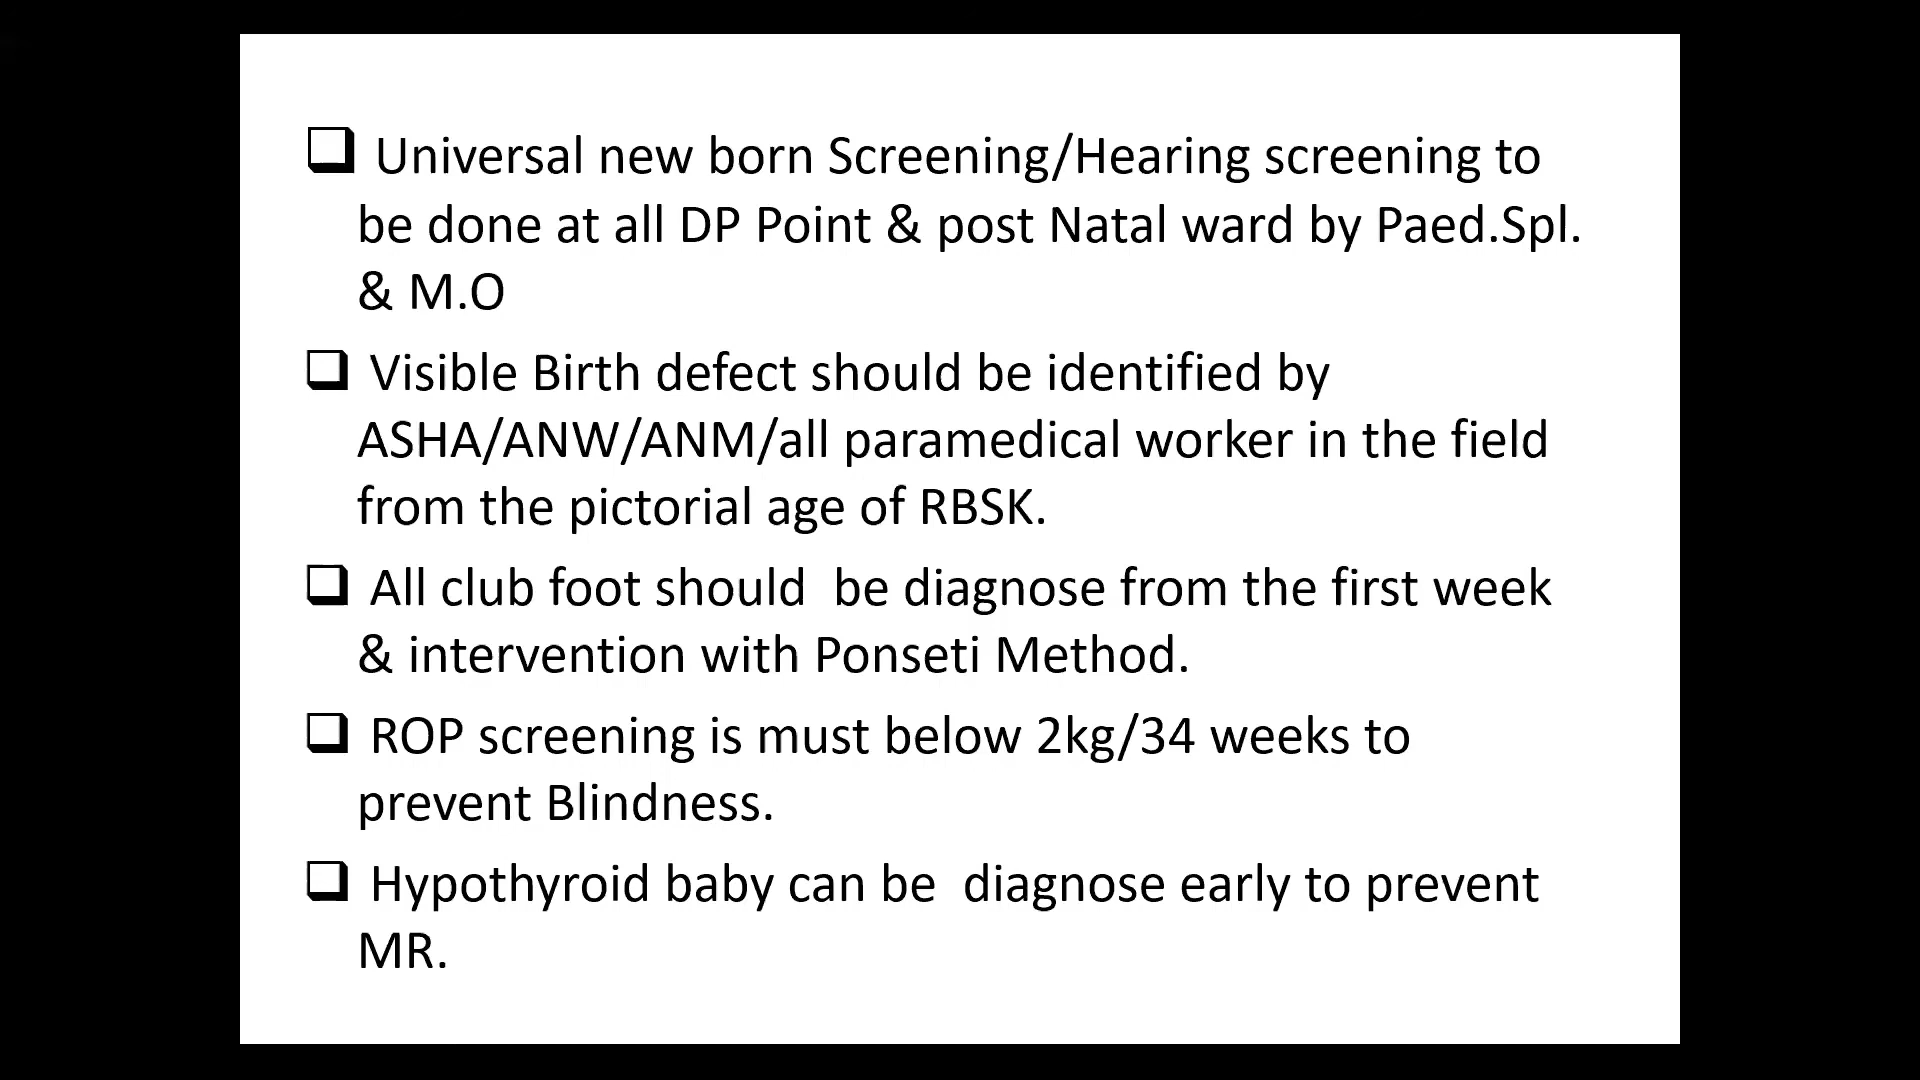 ❑ Universal new born Screening/Hearing screening to
be done at all DP Point & post Natal ward by Paed.Spl.
& M.O
❑ Visible Birth defect should be identified by
ASHA/ANW/ANM/all paramedical worker in the field
from the pictorial age of RBSK.
❑ All club foot should  be diagnose from the first week
& intervention with Ponseti Method.
❑ ROP screening is must below 2kg/34 weeks to
prevent Blindness.
❑ Hypothyroid baby can be  diagnose early to prevent
MR.